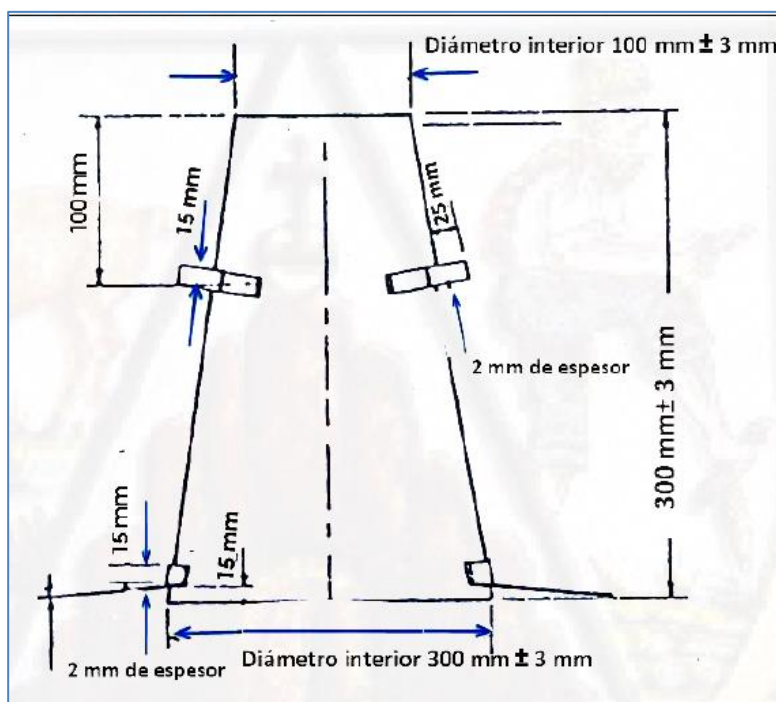 Diámetro interior 100 mm ± 3 mm
100 mm
15 mm
25 mm
2 mm de espesor
300 mm± 3 mm
15 mm
15 mm
Diámetro interior 300 mm ± 3 mm
2 mm de espesor